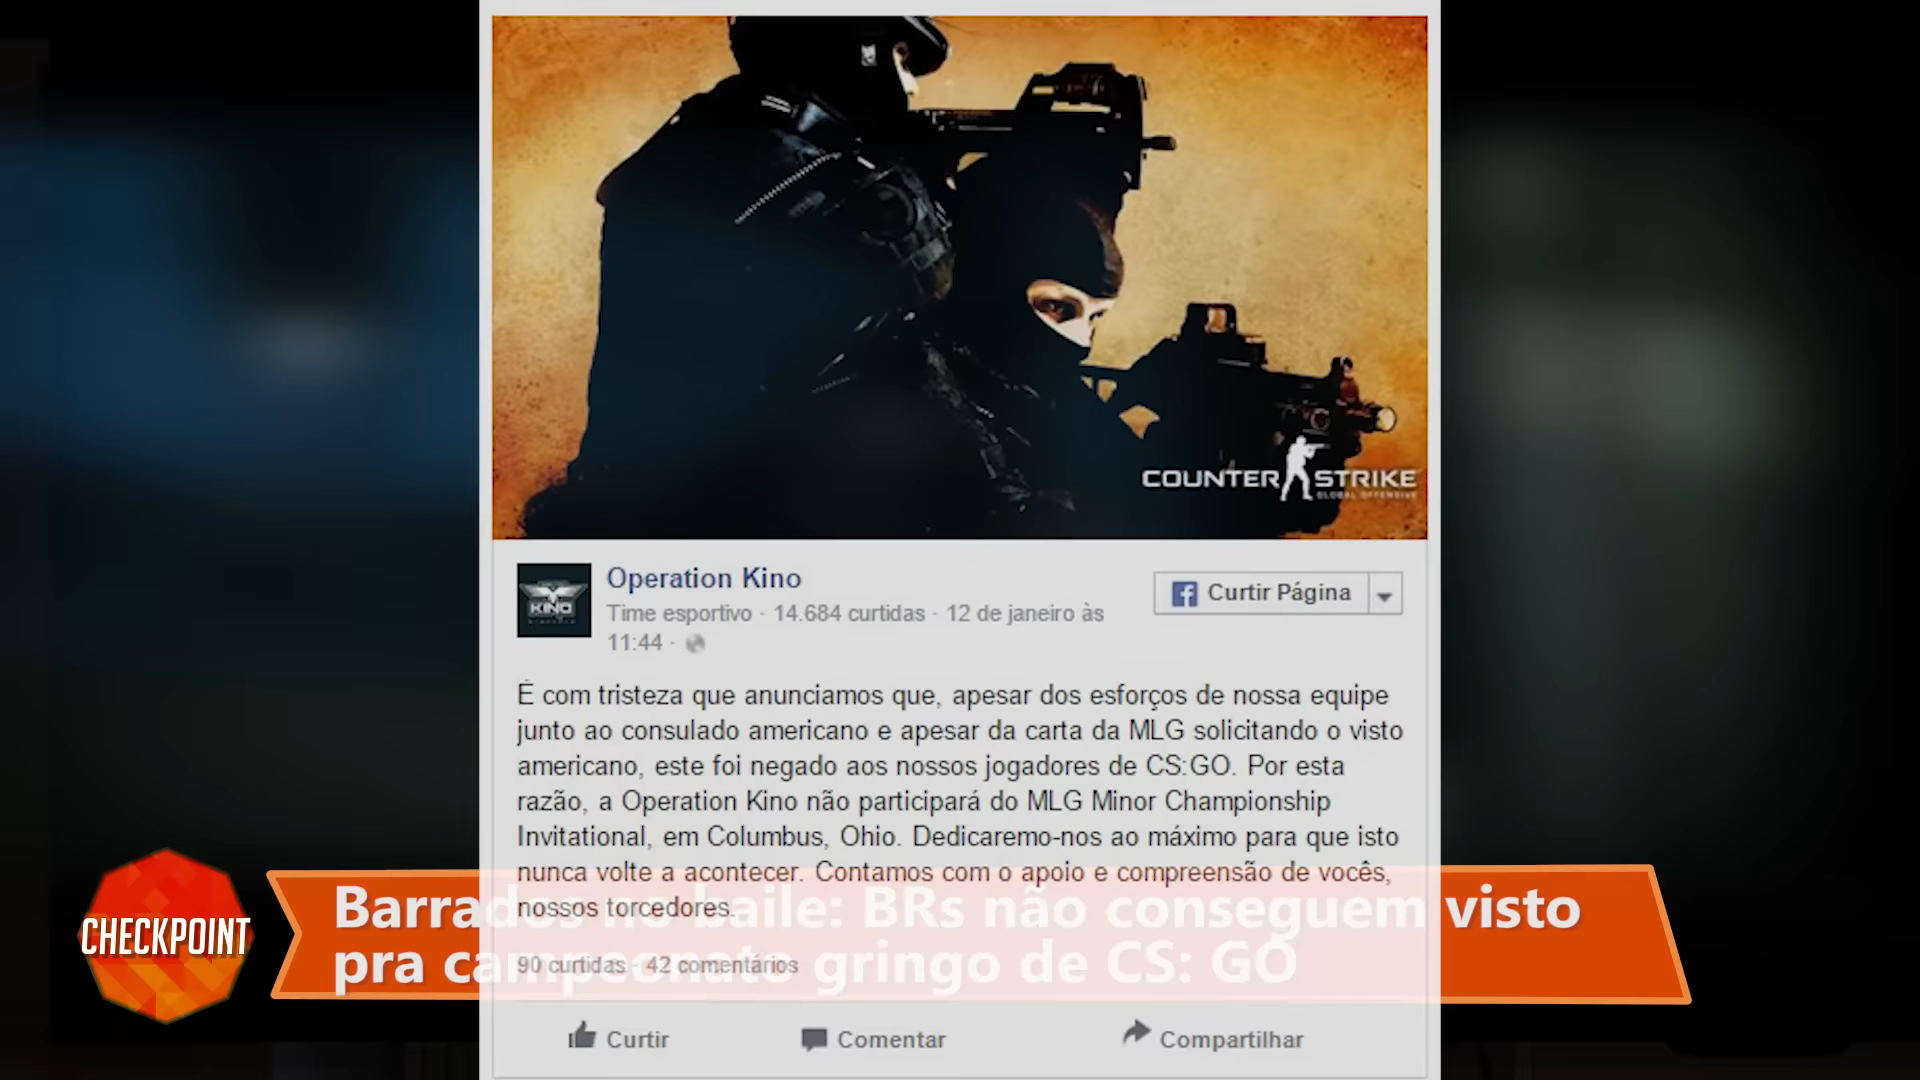 COUNTER STRIKE
GLOBAL OFFENSIVE
KINO
Operation Kino
Time esportivo · 14.684 curtidas · 12 de janeiro às
11:44 ·
Curtir Página
É com tristeza que anunciamos que, apesar dos esforços de nossa equipe
junto ao consulado americano e apesar da carta da MLG solicitando o visto
americano, este foi negado aos nossos jogadores de CS:GO. Por esta
razão, a Operation Kino não participará do MLG Minor Championship
Invitational, em Columbus, Ohio. Dedicaremo-nos ao máximo para que isto
nunca volte a acontecer. Contamos com o apoio e compreensão de vocês,
nossos torcedores.
90 curtidas · 42 comentários
Curtir Comentar Compartilhar
CHECKPOINT
Barrados no baile: BRs não conseguem visto
pra campeonato gringo de CS: GO